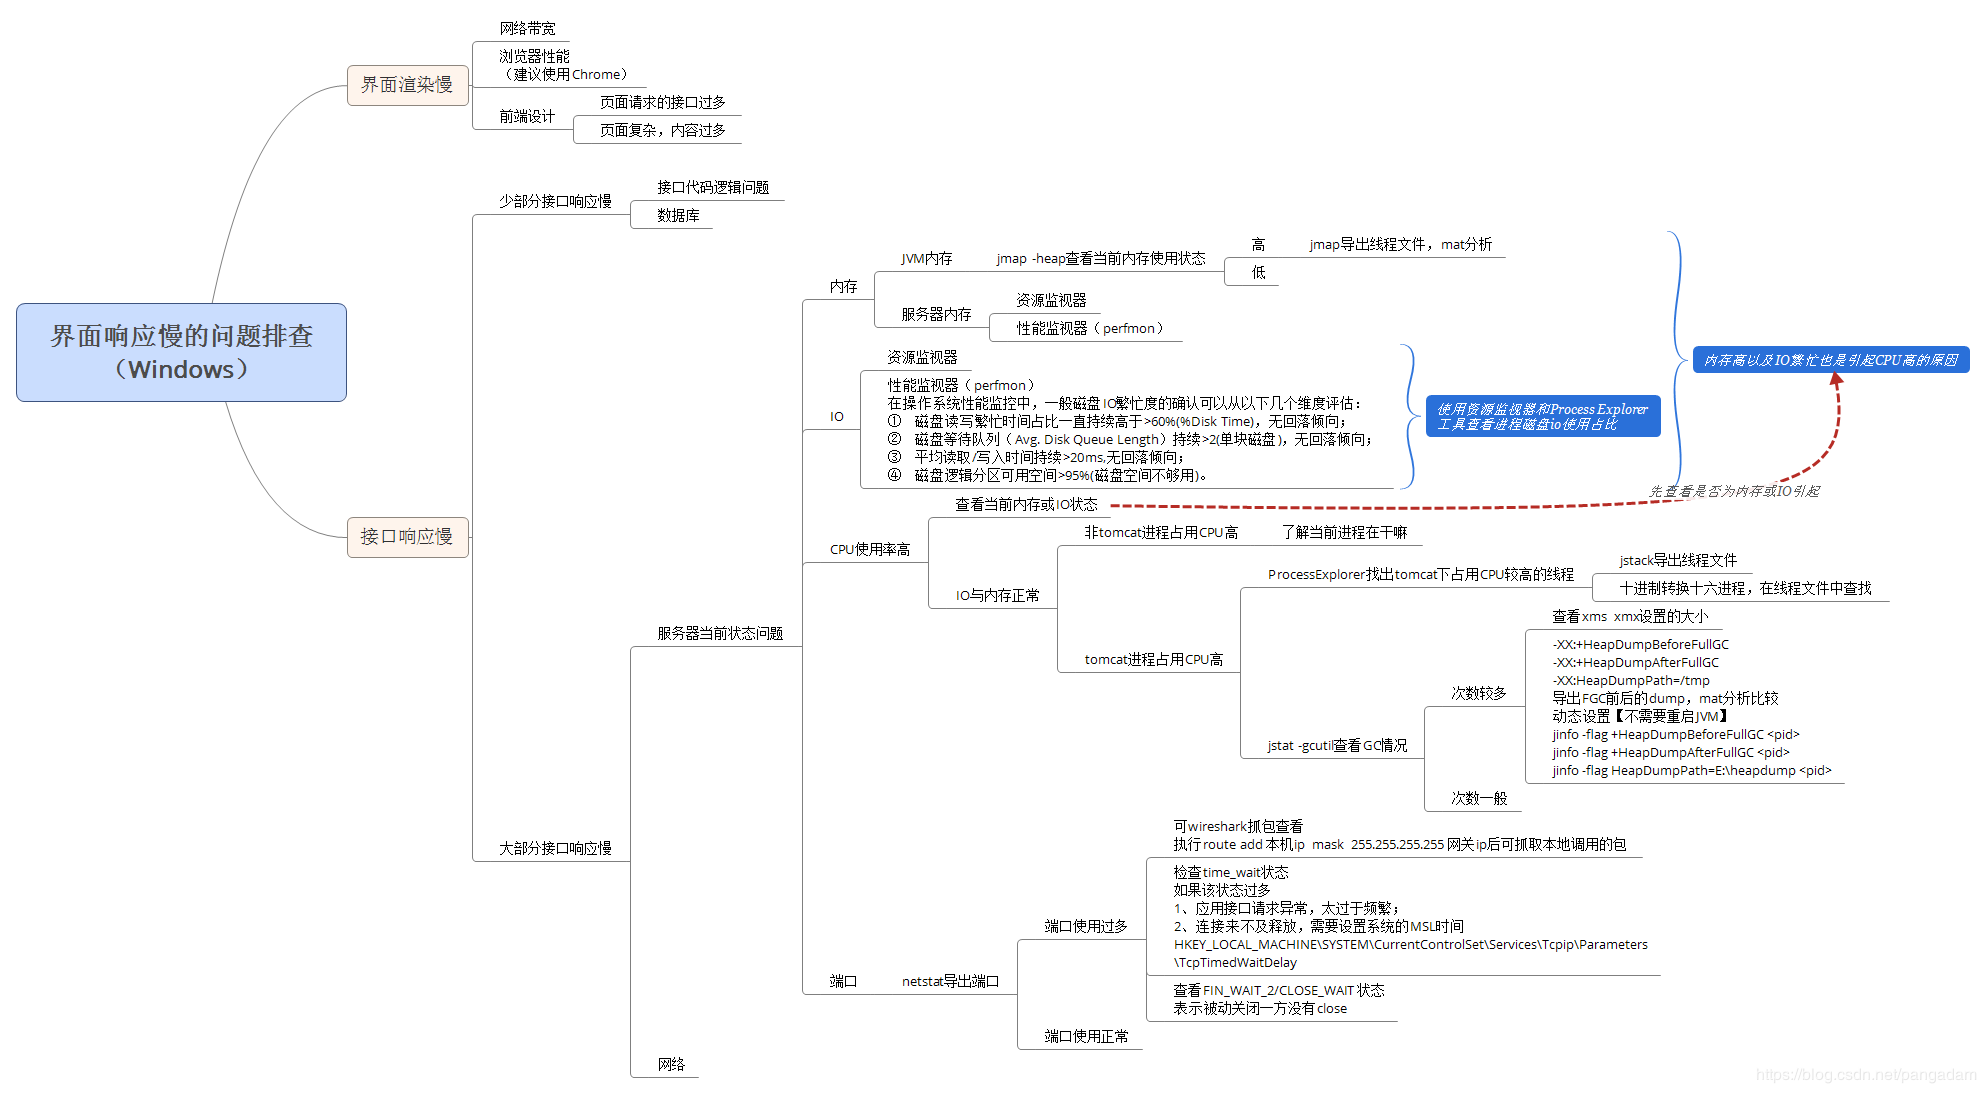 界面响应慢的问题排查
（Windows）
界面渲染慢
网络带宽
浏览器性能
（建议使用Chrome）
前端设计
页面请求的接口过多
页面复杂，内容过多
接口响应慢
少部分接口响应慢
接口代码逻辑问题
数据库
大部分接口响应慢
服务器当前状态问题
内存
JVM内存
jmap -heap查看当前内存使用状态
高
jmap导出线程文件，mat分析
低
服务器内存
资源监视器
性能监视器（perfmon）
IO
资源监视器
性能监视器（perfmon）
在操作系统性能监控中，一般磁盘IO繁忙度的确认可以从以下几个维度评估：
① 磁盘读写繁忙时间占比一直持续高于>60%(%Disk Time)，无回落倾向；
② 磁盘等待队列（Avg. Disk Queue Length）持续>2(单块磁盘)，无回落倾向；
③ 平均读取/写入时间持续>20ms,无回落倾向；
④ 磁盘逻辑分区可用空间>95%(磁盘空间不够用)。
使用资源监视器和Process Explorer
工具查看进程磁盘io使用占比
内存高以及IO繁忙也是引起CPU高的原因
先查看是否为内存或IO引起
CPU使用率高
查看当前内存或IO状态
IO与内存正常
非tomcat进程占用CPU高
了解当前进程在干嘛
tomcat进程占用CPU高
ProcessExplorer找出tomcat下占用CPU较高的线程
jstack导出线程文件
十进制转换十六进程，在线程文件中查找
jstat -gcutil查看GC情况
次数较多
查看xms xmx设置的大小
-XX:+HeapDumpBeforeFullGC
-XX:+HeapDumpAfterFullGC
-XX:HeapDumpPath=/tmp
导出FGC前后的dump，mat分析比较
动态设置【不需要重启JVM】
jinfo -flag +HeapDumpBeforeFullGC <pid>
jinfo -flag +HeapDumpAfterFullGC <pid>
jinfo -flag HeapDumpPath=E:\heapdump <pid>
次数一般
端口
netstat导出端口
端口使用过多
可wireshark抓包查看
执行route add 本机ip mask 255.255.255.255 网关ip后可抓取本地调用的包
检查time_wait状态
如果该状态过多
1、应用接口请求异常，太过于频繁；
2、连接来不及释放，需要设置系统的MSL时间
HKEY_LOCAL_MACHINE\SYSTEM\CurrentControlSet\Services\Tcpip\Parameters
\TcpTimedWaitDelay
查看FIN_WAIT_2/CLOSE_WAIT 状态
表示被动关闭一方没有close
端口使用正常
网络
https://blog.csdn.net/pangadam